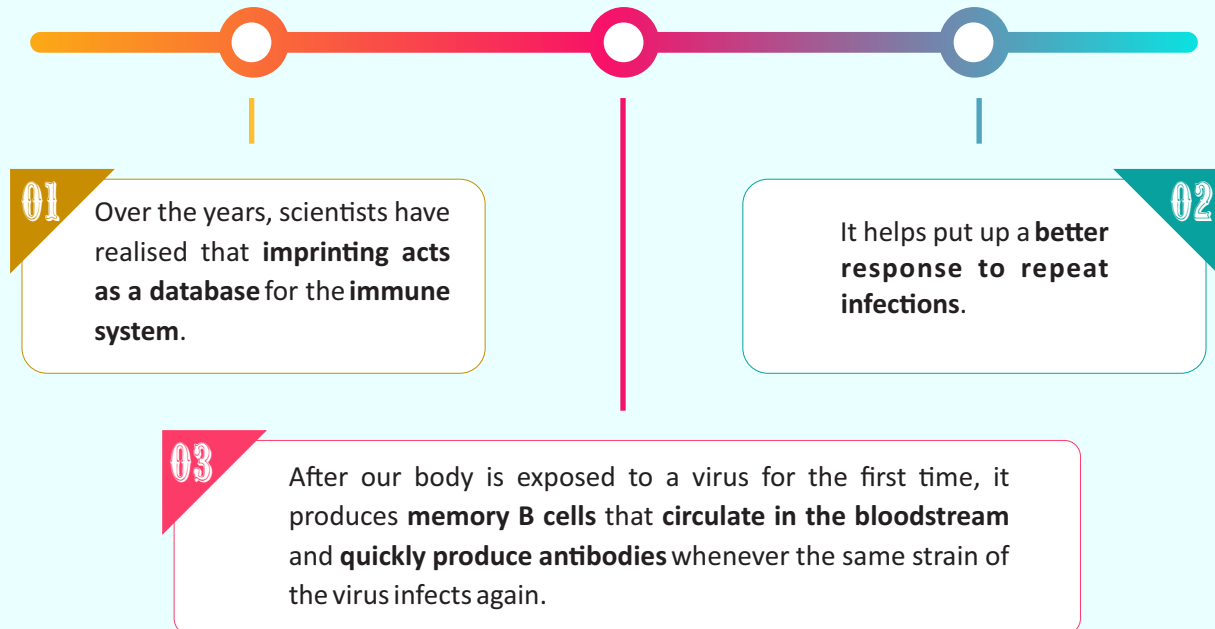 01
Over the years, scientists have
realised that imprinting acts
as a database for the immune
system.
02
It helps put up a better
response to repeat
infections.
03
After our body is exposed to a virus for the first time, it
produces memory B cells that circulate in the bloodstream
and quickly produce antibodies whenever the same strain of
the virus infects again.